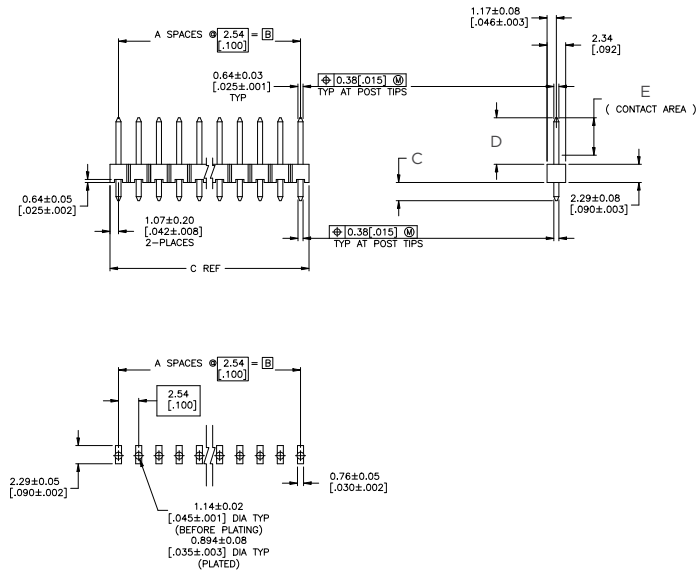 A SPACES @ 2.54 = B
[.100]
0.64±0.03
[.025±.001]
TYP
⌖ 0.38[.015] Ⓜ
TYP AT POST TIPS
1.17±0.08
[.046±.003]
2.34
[.092]
E
( CONTACT AREA )
D
C
0.64±0.05
[.025±.002]
1.07±0.20
[.042±.008]
2-PLACES
2.29±0.08
[.090±.003]
⌖ 0.38[.015] Ⓜ
TYP AT POST TIPS
C REF
A SPACES @ 2.54 = B
[.100]
2.54
[.100]
2.29±0.05
[.090±.002]
0.76±0.05
[.030±.002]
1.14±0.02
[.045±.001] DIA TYP
(BEFORE PLATING)
0.894±0.08
[.035±.003] DIA TYP
(PLATED)